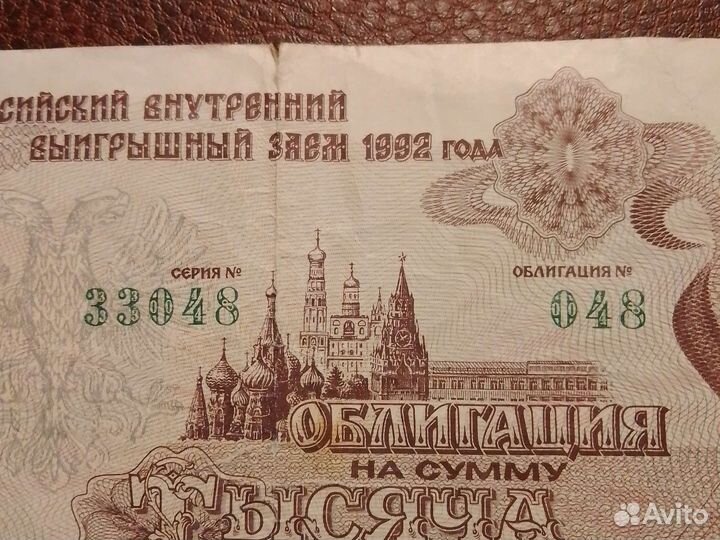 СИЙСКИЙ ВНУТРЕННИЙ
ВЫИГРЫШНЫЙ ЗАЕМ 1992 ГОДА
СЕРИЯ №
33048
ОБЛИГАЦИЯ №
048
ОБЛИГАЦИЯ
НА СУММУ
ТЫСЯЧА
Avito